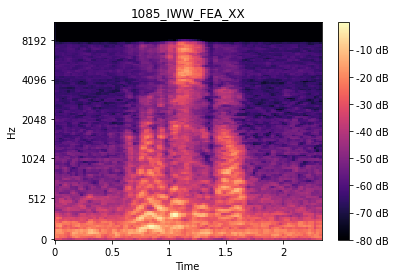 1085_IWW_FEA_XX
8192
4096
2048
1024
512
0
Hz
0
0.5
1
1.5
2
Time
-10 dB
-20 dB
-30 dB
-40 dB
-50 dB
-60 dB
-70 dB
-80 dB